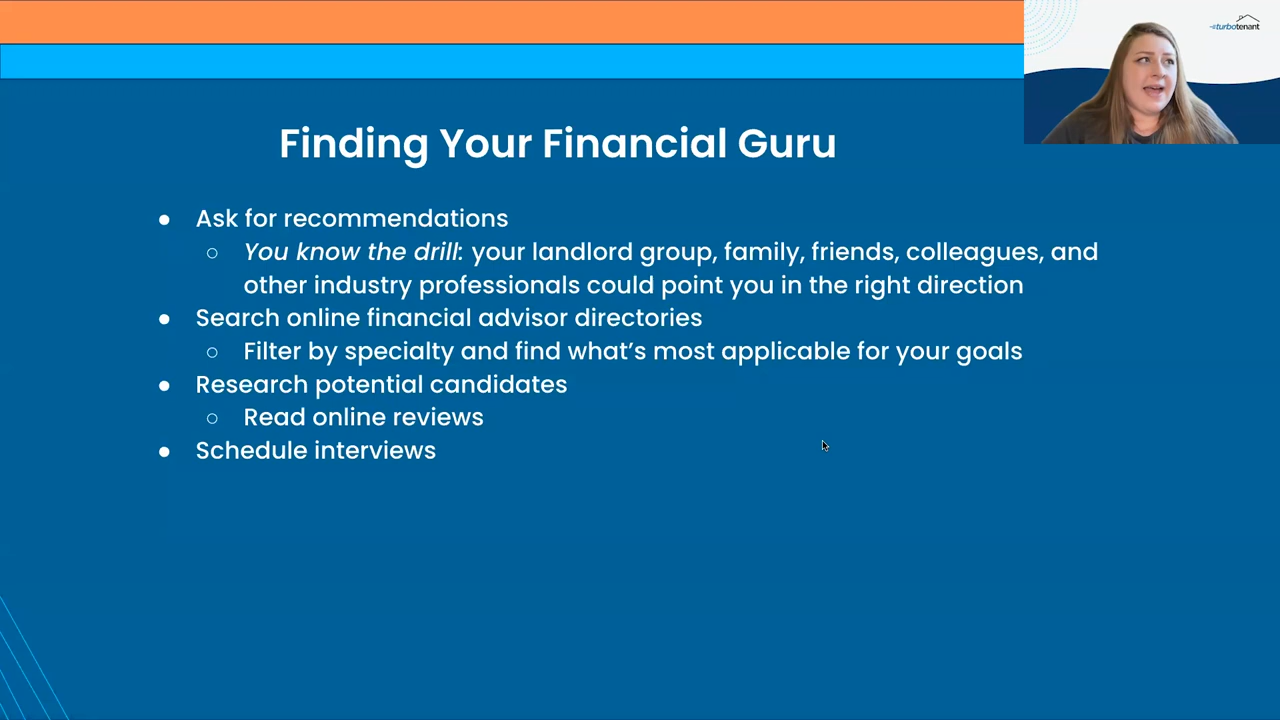 turbotenant
Finding Your Financial Guru
● Ask for recommendations
○ You know the drill: your landlord group, family, friends, colleagues, and
other industry professionals could point you in the right direction
● Search online financial advisor directories
○ Filter by specialty and find what’s most applicable for your goals
● Research potential candidates
○ Read online reviews
● Schedule interviews